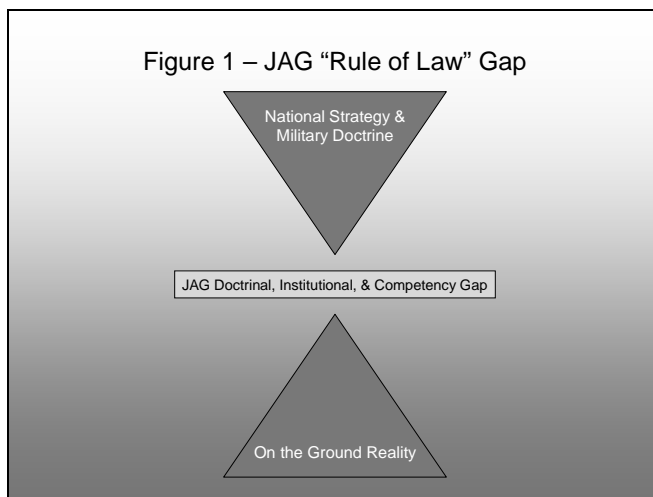 Figure 1 – JAG “Rule of Law” Gap
National Strategy &
Military Doctrine
JAG Doctrinal, Institutional, & Competency Gap
On the Ground Reality